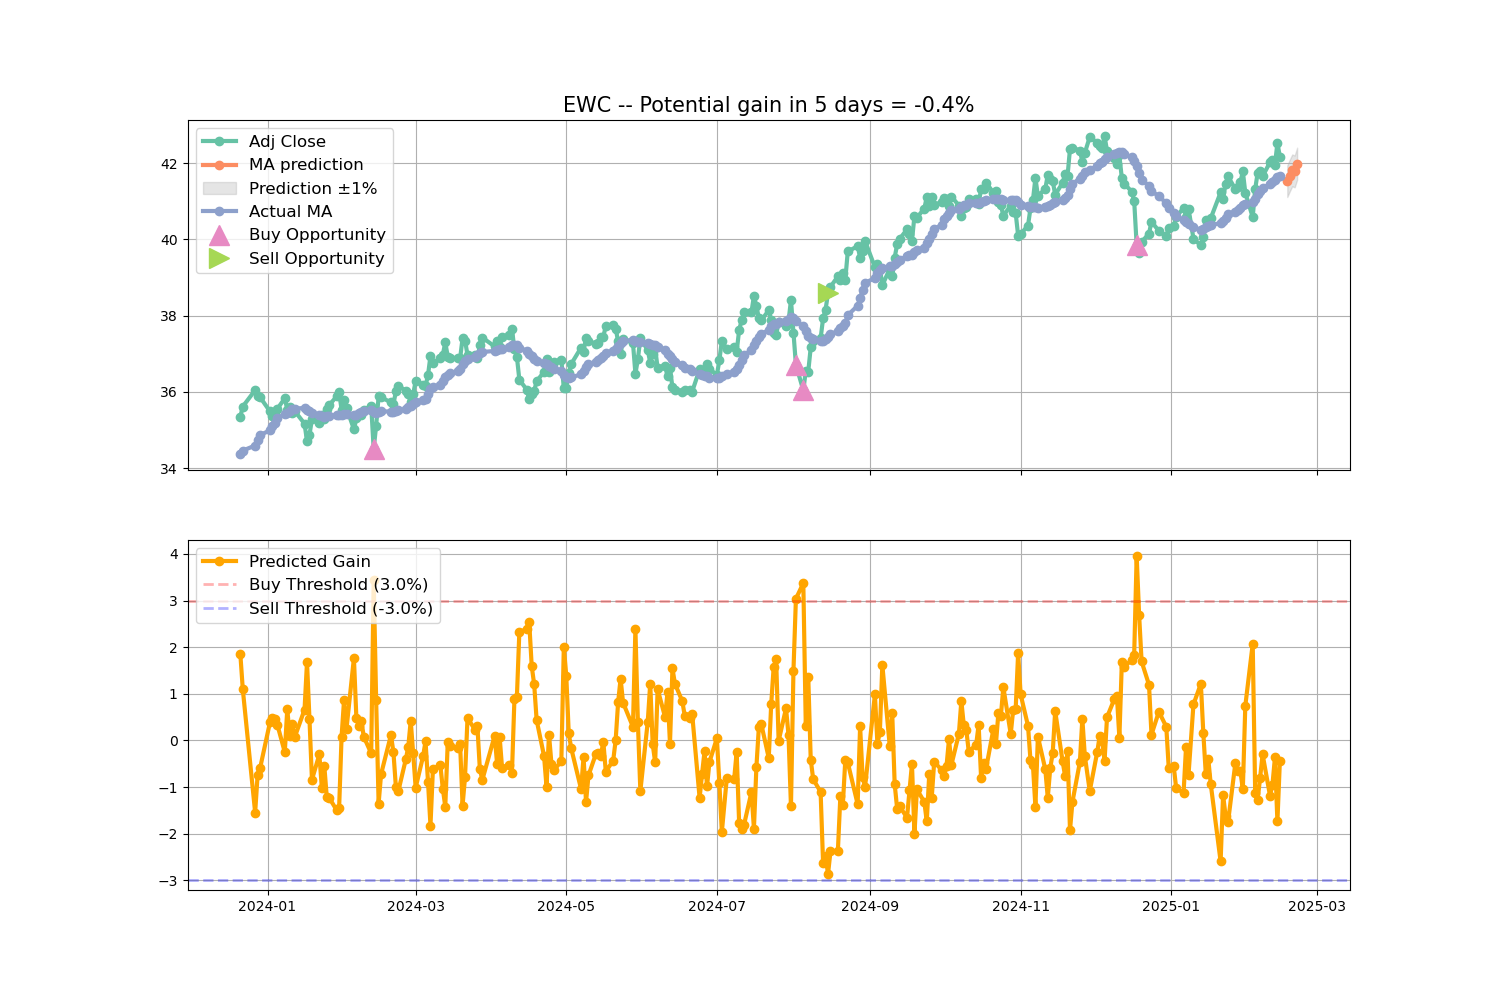 EWC -- Potential gain in 5 days = -0.4%
Adj Close
MA prediction
Prediction ±1%
Actual MA
Buy Opportunity
Sell Opportunity
42
40
38
36
34
Predicted Gain
Buy Threshold (3.0%)
Sell Threshold (-3.0%)
4
3
2
1
0
−1
−2
−3
2024-01 2024-03 2024-05 2024-07 2024-09 2024-11 2025-01 2025-03